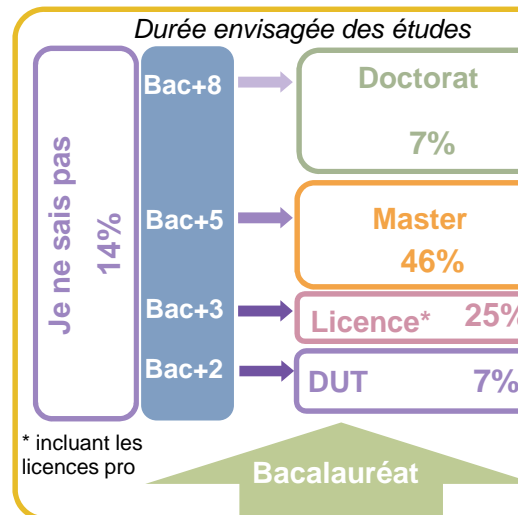 Durée envisagée des études
Je ne sais pas
14%
Bac+8
Doctorat
7%
Bac+5
Master
46%
Bac+3
Licence* 25%
Bac+2
DUT 7%
* incluant les
licences pro
Bacalauréat